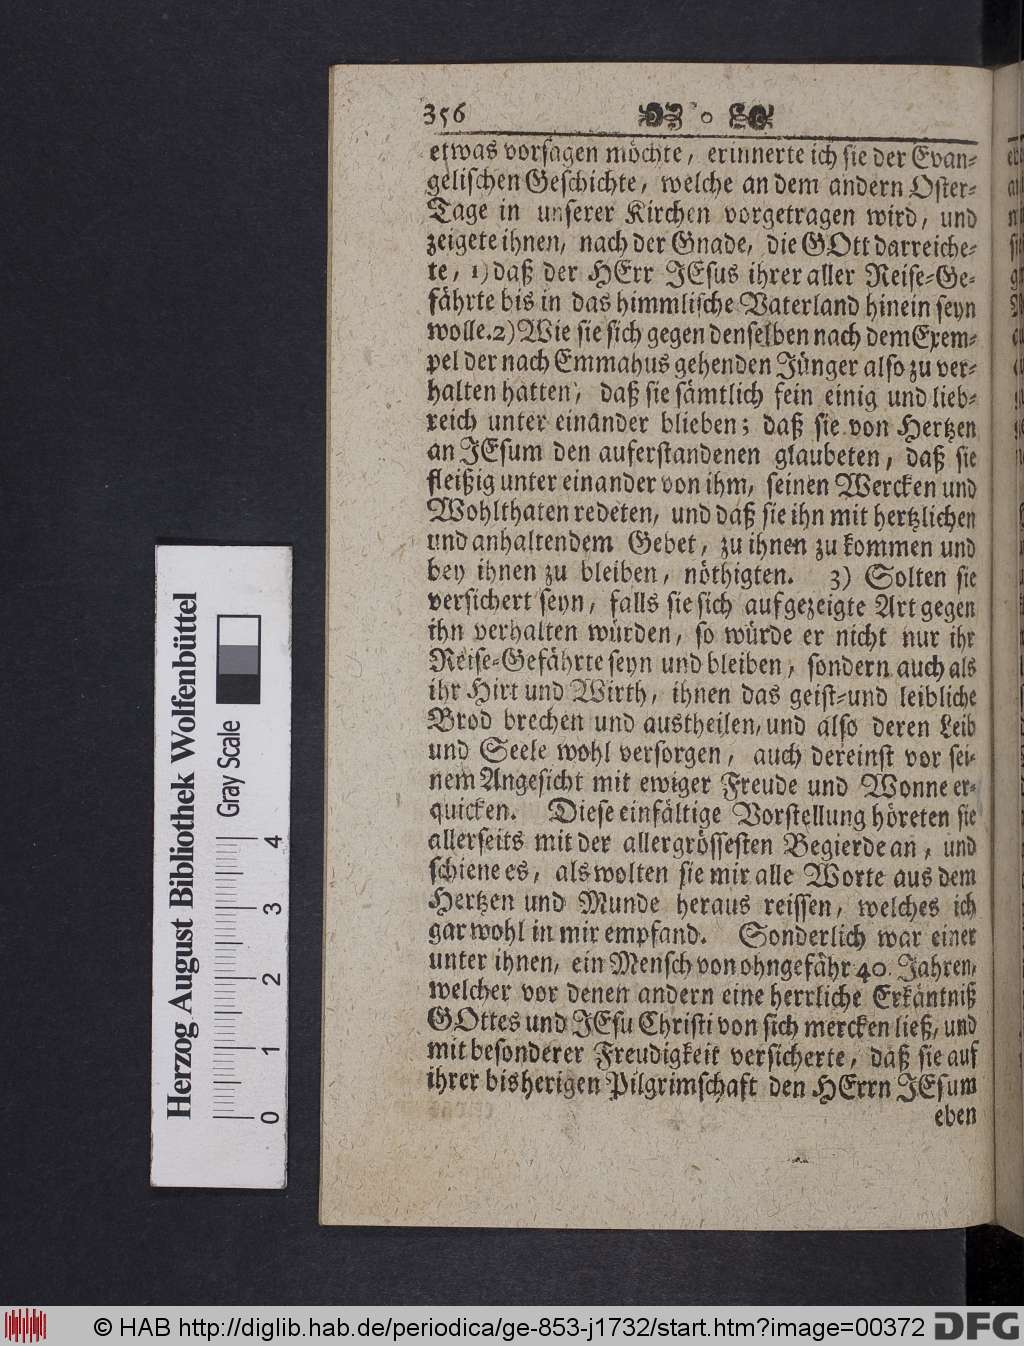 356
etwas vorsagen möchte, erinnerte ich sie der Evan-
gelischen Geschichte, welche an dem andern Oster-
Tage in unserer Kirchen vorgetragen wird, und
zeigete ihnen, nach der Gnade, die GOtt darreiche-
te, 1) daß der HErr JEsus ihrer aller Reise-Ge-
fährte bis in das himmlische Vaterland hinein seyn
wolle. 2) Wie sie sich gegen denselben nach dem Exem-
pel der nach Emmahus gehenden Jünger also zu ver-
halten hatten, daß sie sämtlich fein einig und lieb-
reich unter einander blieben; daß sie von Hertzen
an JEsum den auferstandenen glaubeten, daß sie
fleißig unter einander von ihm, seinen Wercken und
Wohlthaten redeten, und daß sie ihn mit hertzlichen
und anhaltendem Gebet, zu ihnen zu kommen und
bey ihnen zu bleiben, nöthigten. 3) Solten sie
versichert seyn, falls sie sich aufgezeigte Art gegen
ihn verhalten würden, so würde er nicht nur ihr
Reise-Gefährte seyn und bleiben, sondern auch als
ihr Hirt und Wirth, ihnen das geist-und leibliche
Brod brechen und austheilen, und also deren Leib
und Seele wohl versorgen, auch dereinst vor sei-
nem Angesicht mit ewiger Freude und Wonne er-
quicken. Diese einfältige Vorstellung höreten sie
allerseits mit der allergrössesten Begierde an, und
schiene es, als wolten sie mir alle Worte aus dem
Hertzen und Munde heraus reissen, welches ich
gar wohl in mir empfand. Sonderlich war einer
unter ihnen, ein Mensch von ohngefähr 40. Jahren,
welcher vor denen andern eine herrliche Erkäntniß
GOttes und JEsu Christi von sich mercken ließ, und
mit besonderer Freudigkeit versicherte, daß sie auf
ihrer bisherigen Pilgrimschaft den HErrn JEsum
eben
Herzog August Bibliothek Wolfenbüttel
Gray Scale
0 1 2 3 4
© HAB http://diglib.hab.de/periodica/ge-853-j1732/start.htm?image=00372
DFG